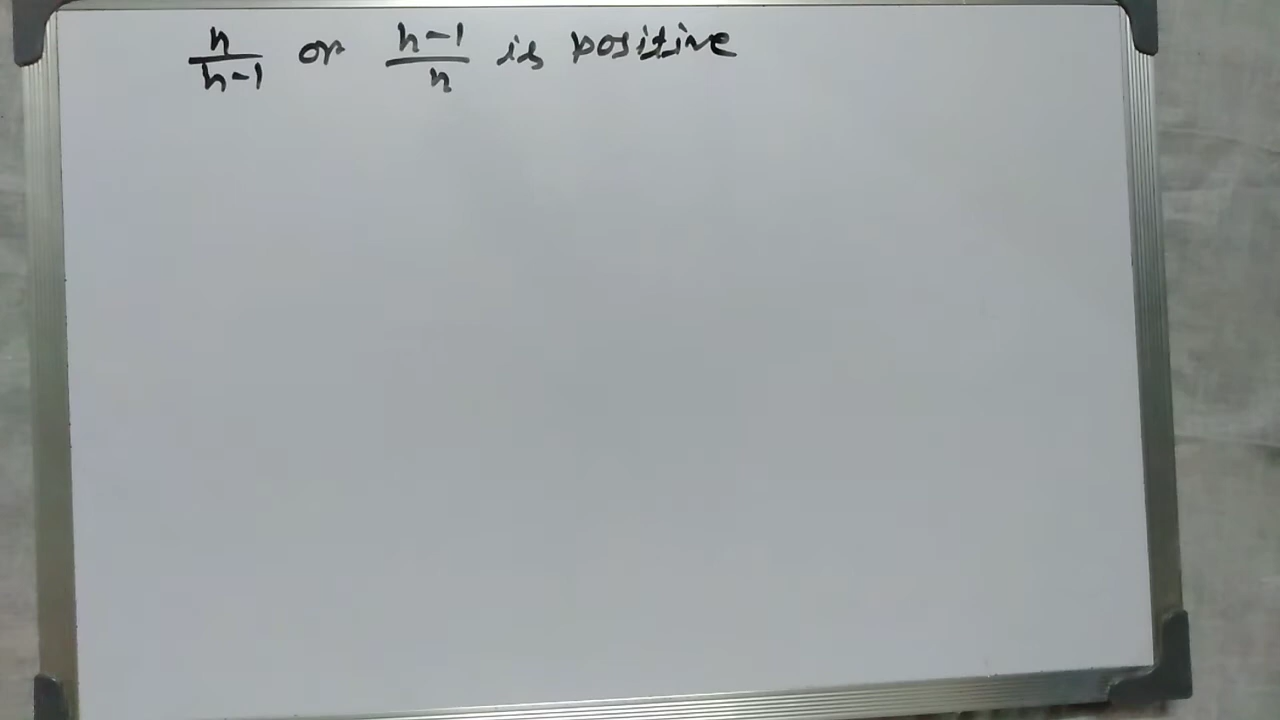 n/n-1 or n-1/n is positive